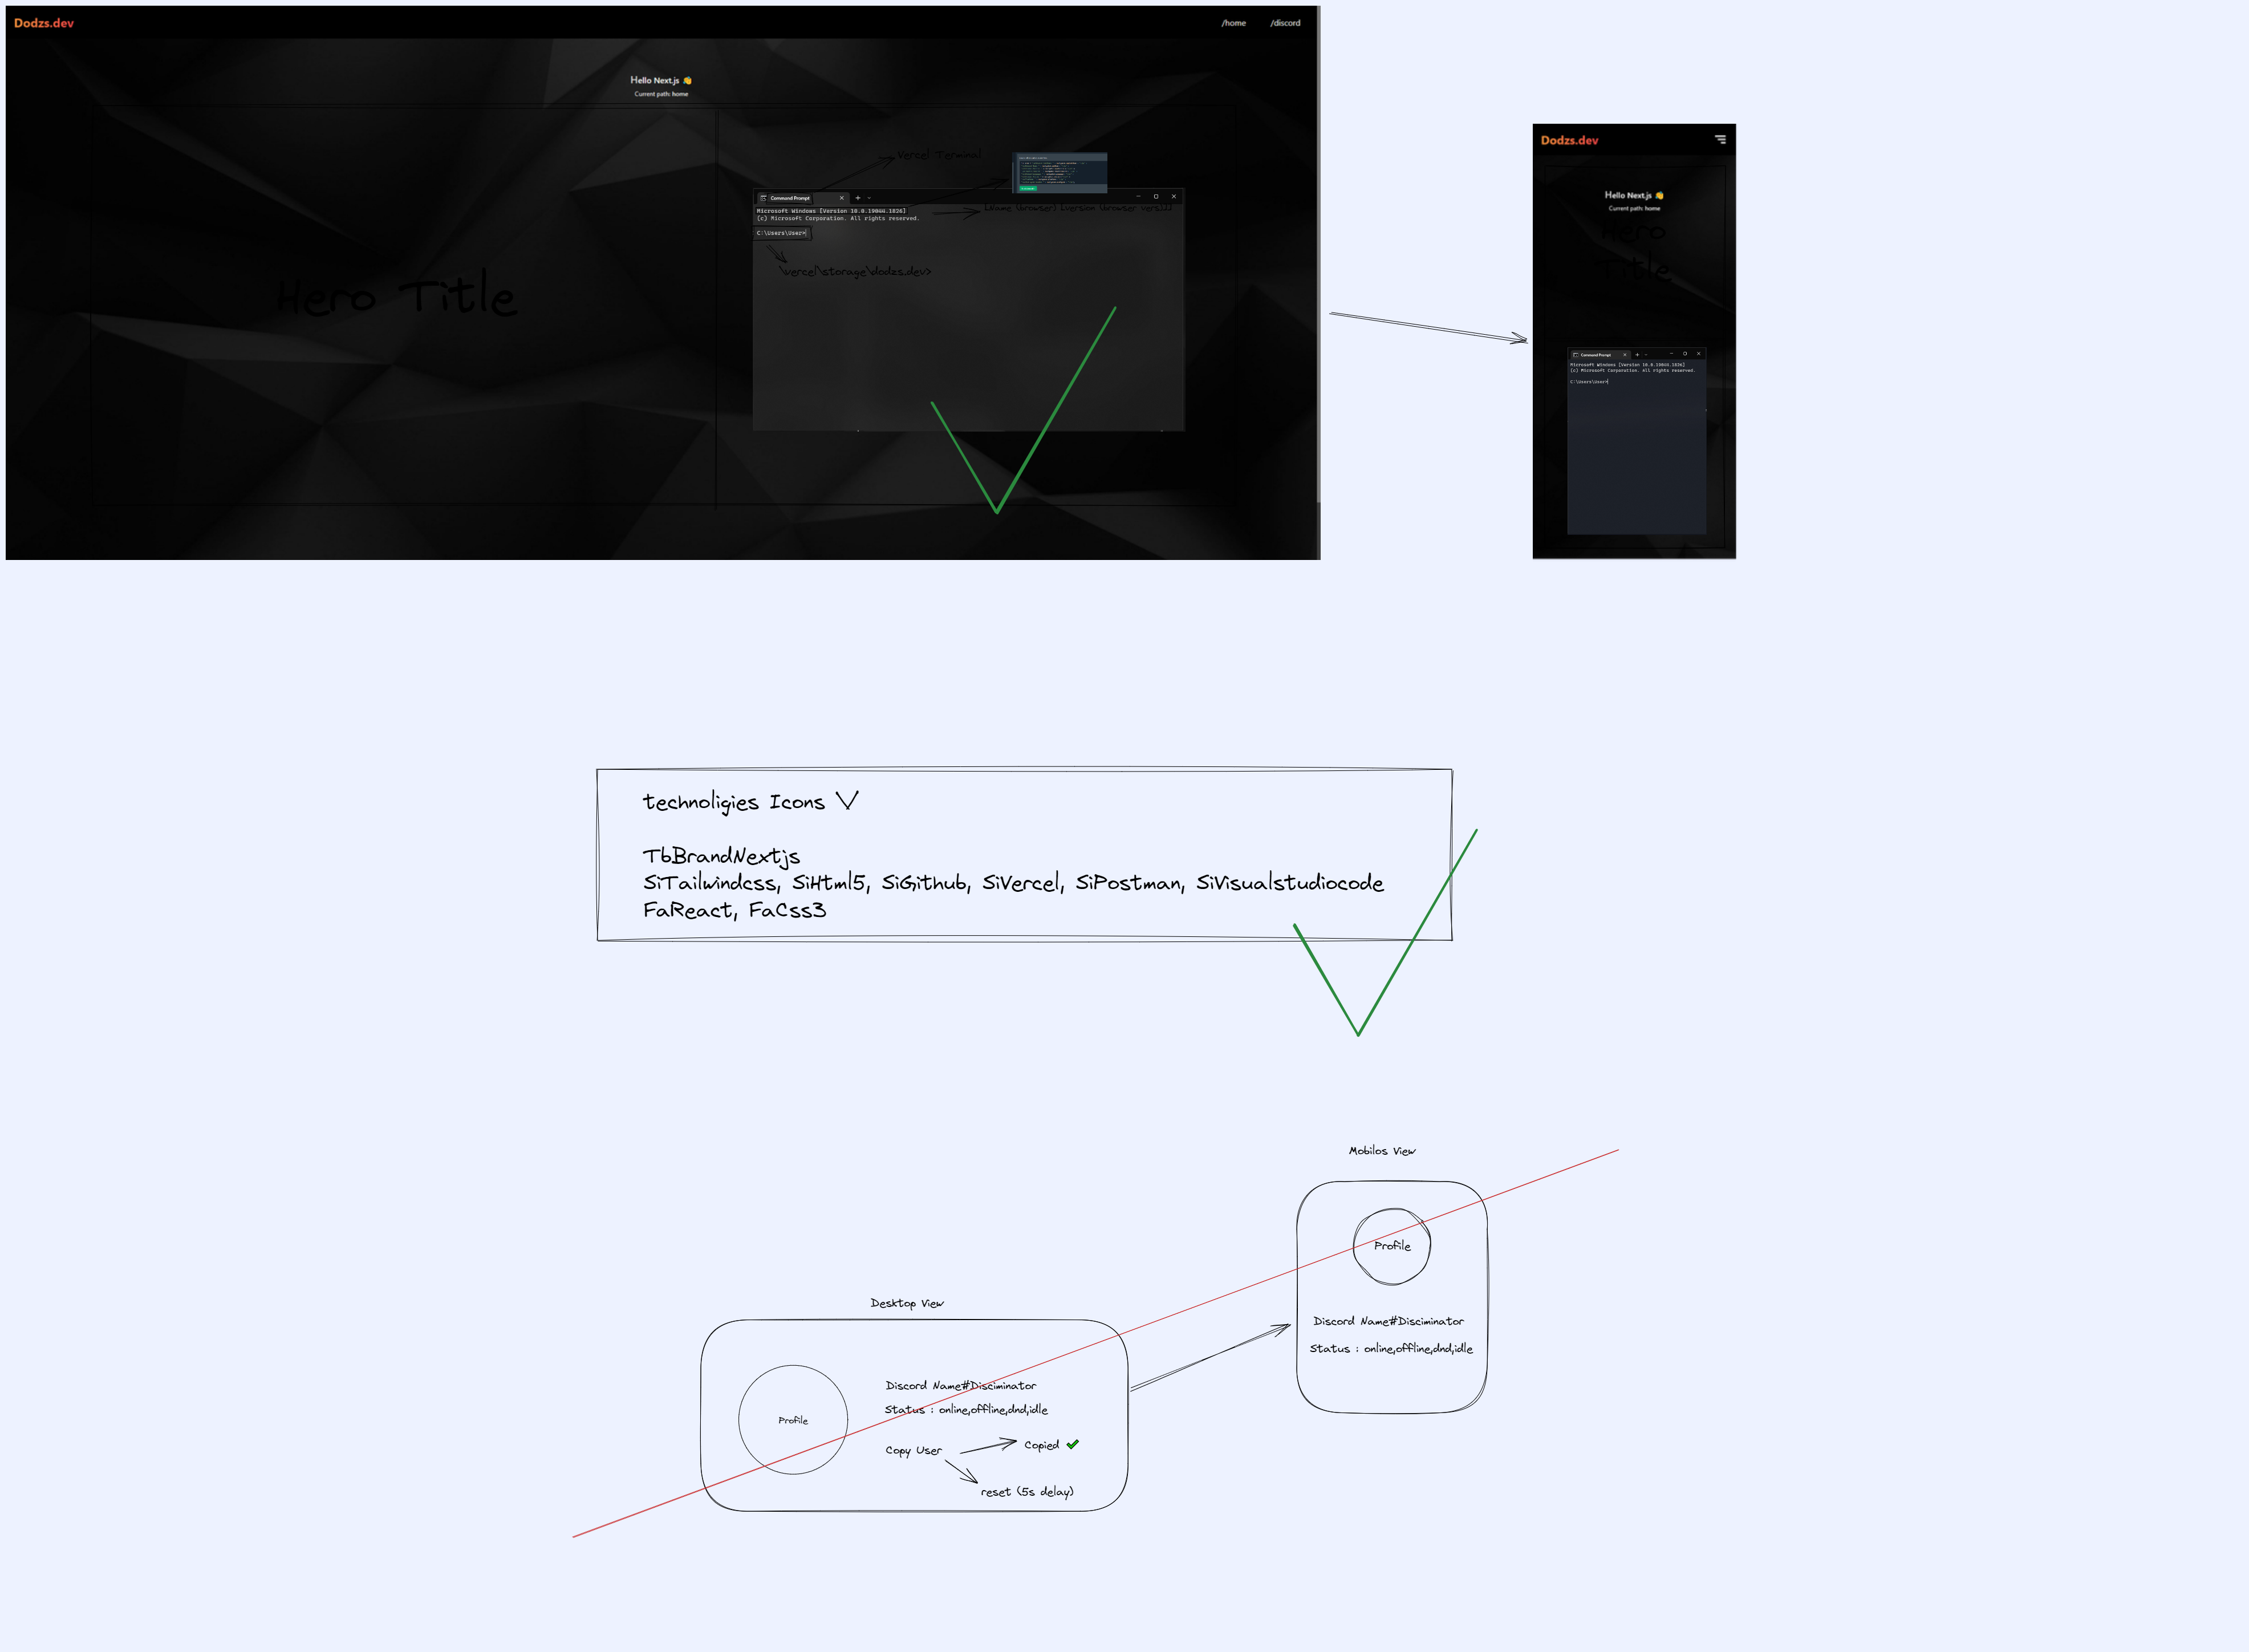 Dodzs.dev
/home
/discord
Hello Next.js 👋
Current path: home
Vercel Terminal
Command Prompt
Microsoft Windows [Version 10.0.19044.1826]
(c) Microsoft Corporation. All rights reserved.
[Name (browser) [version (browser vers)]]
C:\Users\User>
\vercel\storage\dodzs.dev>
Hero Title
Dodzs.dev
Hello Next.js 👋
Current path: home
Hero
Title
Command Prompt
Microsoft Windows [Version 10.0.19044.1826]
(c) Microsoft Corporation. All rights reserved.
C:\Users\User>
technoligies Icons
TbBrandNextjs
SiTailwindcss, SiHtml5, SiGithub, SiVercel, SiPostman, SiVisualstudiocode
FaReact, FaCss3
Mobilos View
Profile
Discord Name#Disciminator
Status : online,offline,dnd,idle
Desktop View
Profile
Discord Name#Disciminator
Status : online,offline,dnd,idle
Copy User
Copied ✔
reset (5s delay)